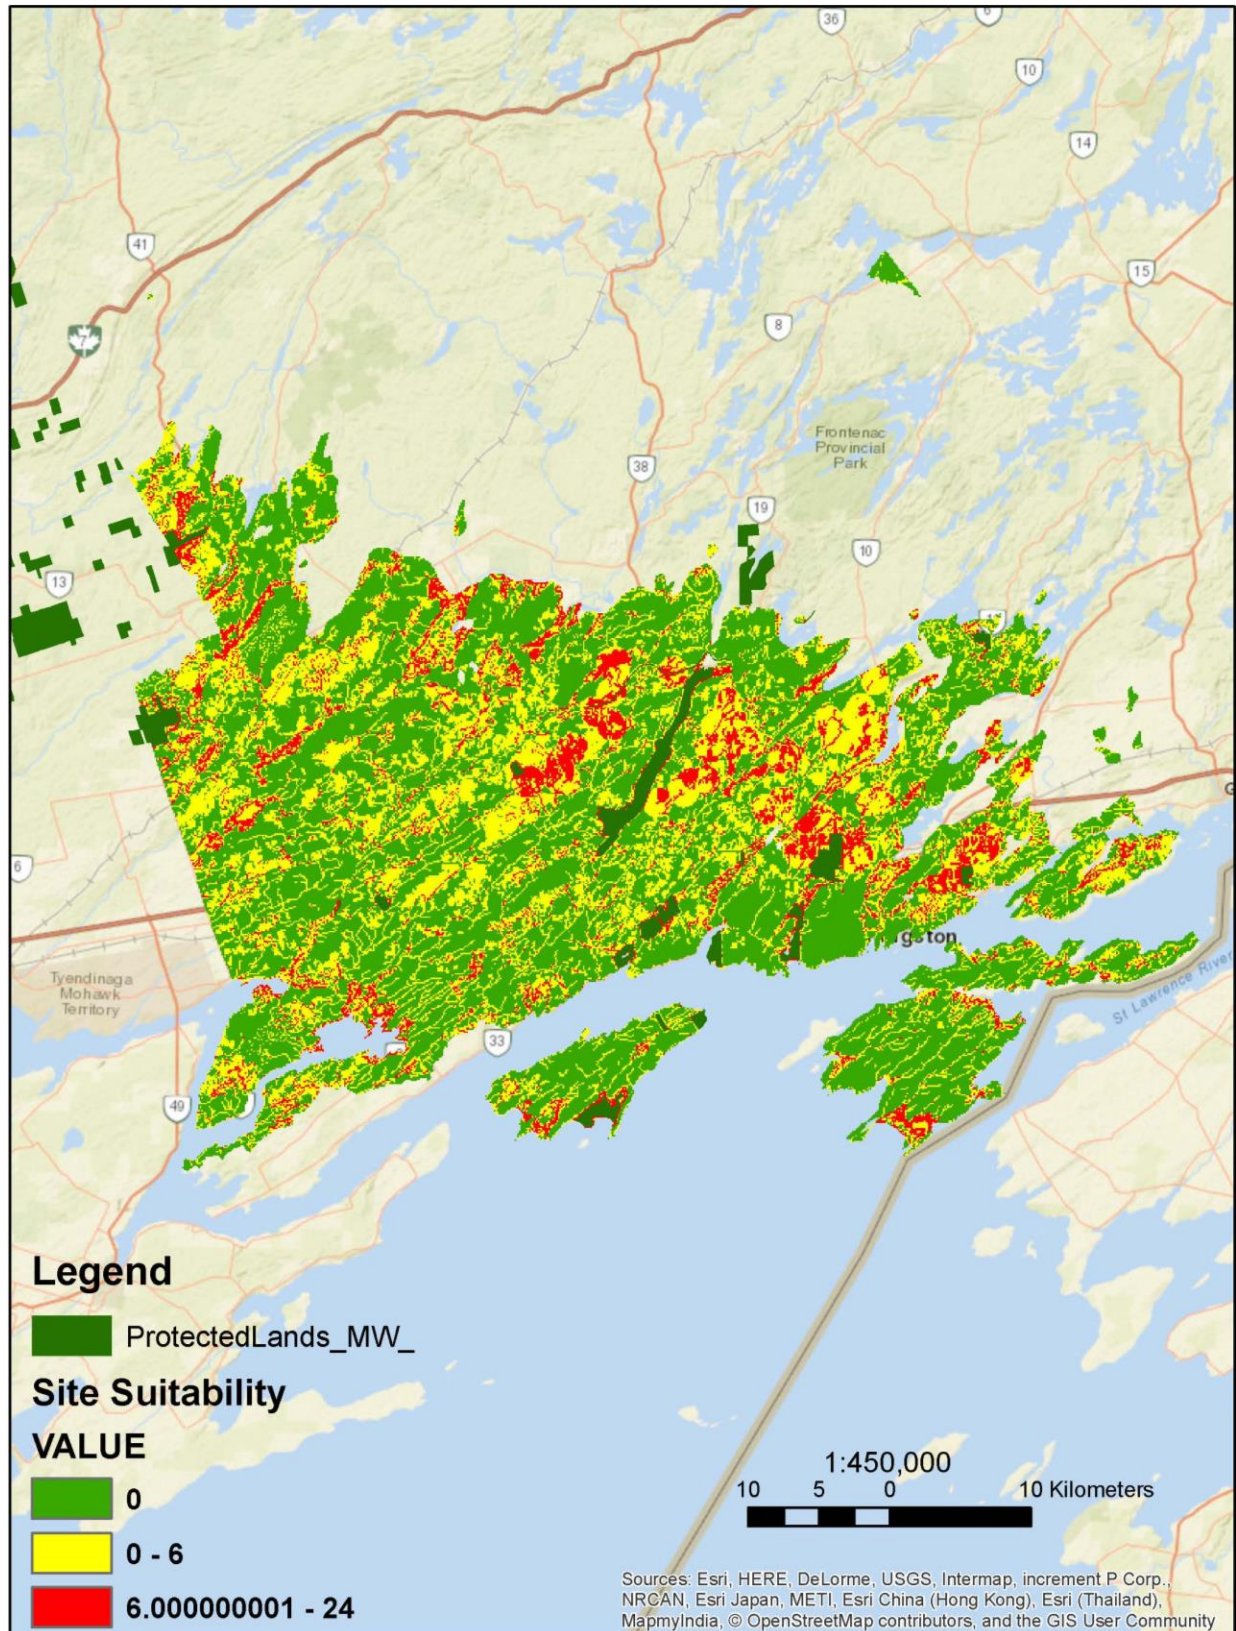 36
6
10
14
41
15
7
8
Frontenac
Provincial
Park
38
19
10
13
6
G
gston
Tyendinaga
Mohawk
Territory
St Lawrence River
33
49
Legend
ProtectedLands_MW_
Site Suitability
VALUE
0
0 - 6
6.000000001 - 24
1:450,000
10 5 0 10 Kilometers
Sources: Esri, HERE, DeLorme, USGS, Intermap, increment P Corp.,
NRCAN, Esri Japan, METI, Esri China (Hong Kong), Esri (Thailand),
MapmyIndia, © OpenStreetMap contributors, and the GIS User Community